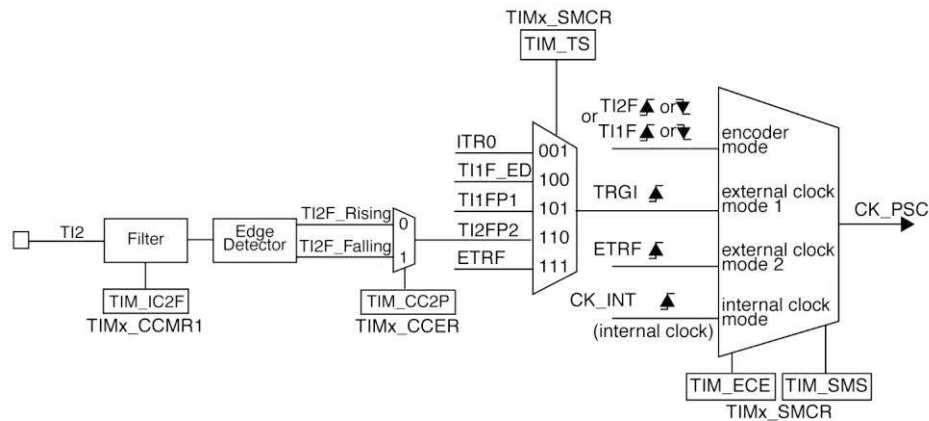 TIMx_SMCR
TIM_TS
or TI2F or
TI1F or
encoder
mode
ITR0
001
TI1F_ED
100
TI1FP1
101
TRGI
external clock
mode 1
CK_PSC
TI2
Filter
Edge
Detector
TI2F_Rising
0
TI2F_Falling
1
TI2FP2
110
ETRF
111
ETRF
external clock
mode 2
TIM_IC2F
TIMx_CCMR1
TIM_CC2P
TIMx_CCER
CK_INT
(internal clock)
internal clock
mode
TIM_ECE
TIM_SMS
TIMx_SMCR